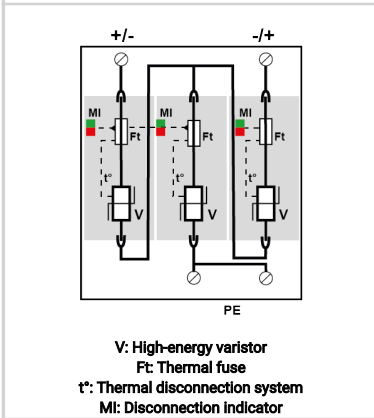 +/- -/+
MI MI MI
Ft Ft Ft
t° t° t°
V V V
PE
V: High-energy varistor
Ft: Thermal fuse
t°: Thermal disconnection system
MI: Disconnection indicator